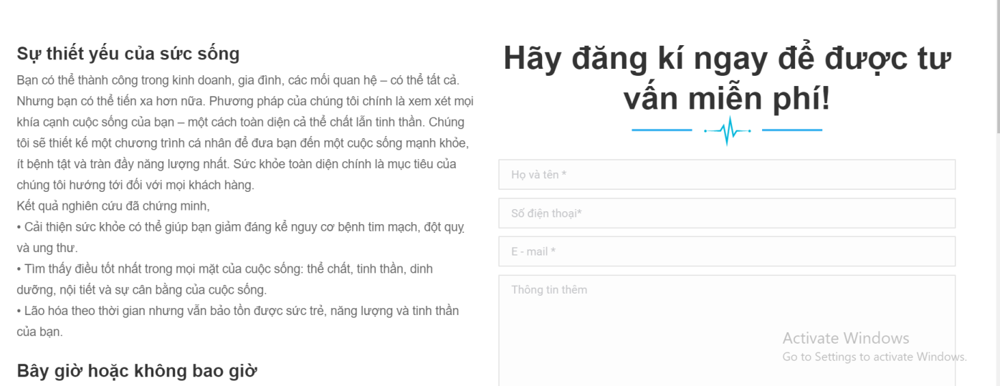 Sự thiết yếu của sức sống
Bạn có thể thành công trong kinh doanh, gia đình, các mối quan hệ – có thể tất cả.
Nhưng bạn có thể tiến xa hơn nữa. Phương pháp của chúng tôi chính là xem xét mọi
khía cạnh cuộc sống của bạn – một cách toàn diện cả thể chất lẫn tinh thần. Chúng
tôi sẽ thiết kế một chương trình cá nhân để đưa bạn đến một cuộc sống mạnh khỏe,
ít bệnh tật và tràn đầy năng lượng nhất. Sức khỏe toàn diện chính là mục tiêu của
chúng tôi hướng tới đối với mọi khách hàng.
Kết quả nghiên cứu đã chứng minh,
• Cải thiện sức khỏe có thể giúp bạn giảm đáng kể nguy cơ bệnh tim mạch, đột quỵ
và ung thư.
• Tìm thấy điều tốt nhất trong mọi mặt của cuộc sống: thể chất, tinh thần, dinh
dưỡng, nội tiết và sự cân bằng của cuộc sống.
• Lão hóa theo thời gian nhưng vẫn bảo tồn được sức trẻ, năng lượng và tinh thần
của bạn.
Bây giờ hoặc không bao giờ
Hãy đăng kí ngay để được tư
vấn miễn phí!
Họ và tên *
Số điện thoại*
E - mail *
Thông tin thêm
Activate Windows
Go to Settings to activate Windows.